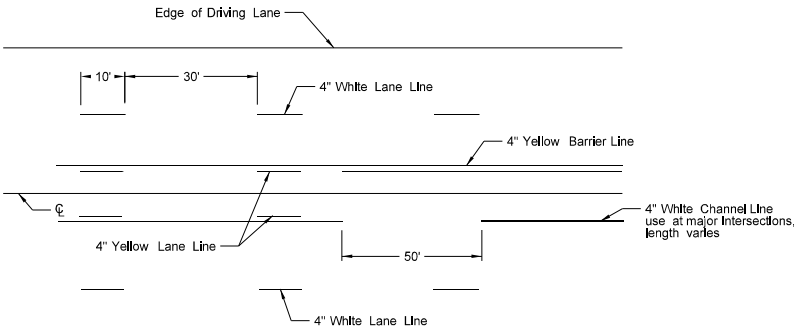 Edge of Driving Lane
10'
30'
4" White Lane Line
4" Yellow Barrier Line
℄
4" White Channel Line
use at major intersections,
length varies
4" Yellow Lane Line
50'
4" White Lane Line